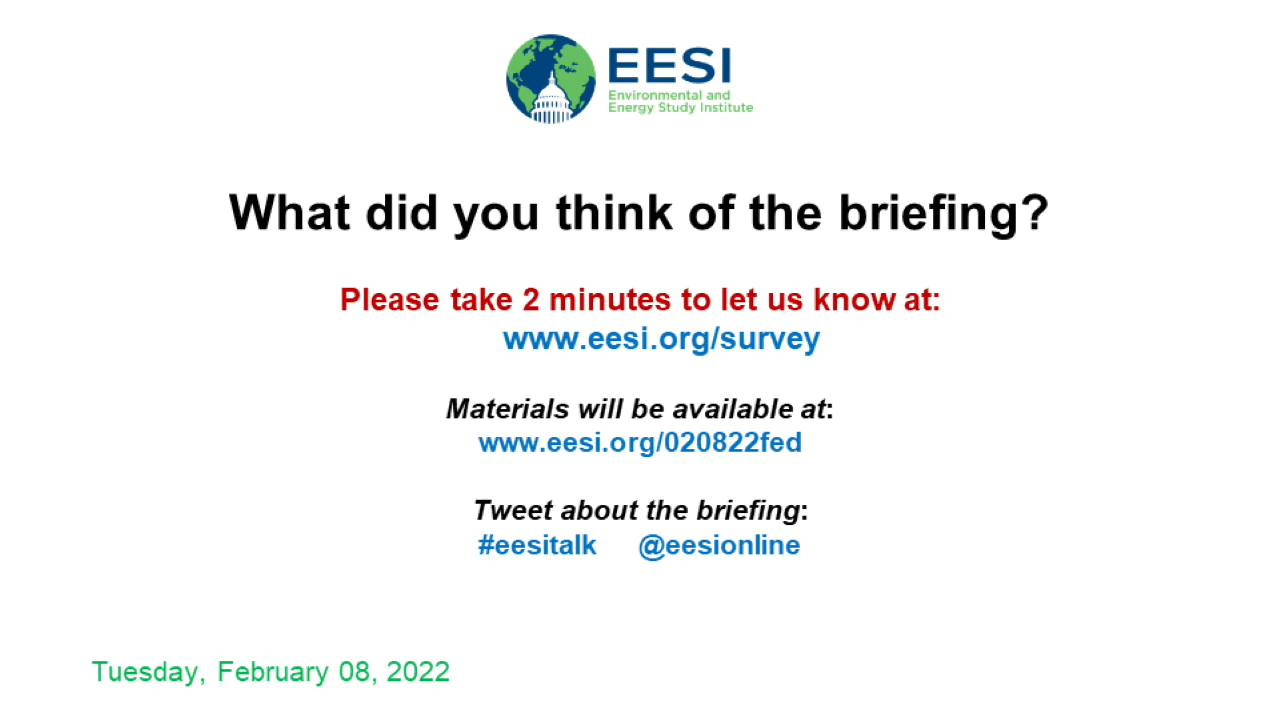 EESI
Environmental and
Energy Study Institute
What did you think of the briefing?
Please take 2 minutes to let us know at:
www.eesi.org/survey
Materials will be available at:
www.eesi.org/020822fed
Tweet about the briefing:
#eesitalk @eesionline
Tuesday, February 08, 2022